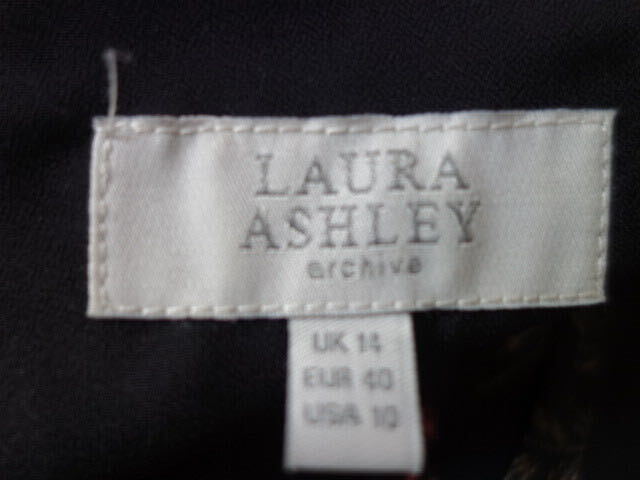 LAURA
ASHLEY
archive
UK 14
EUR 40
USA 10